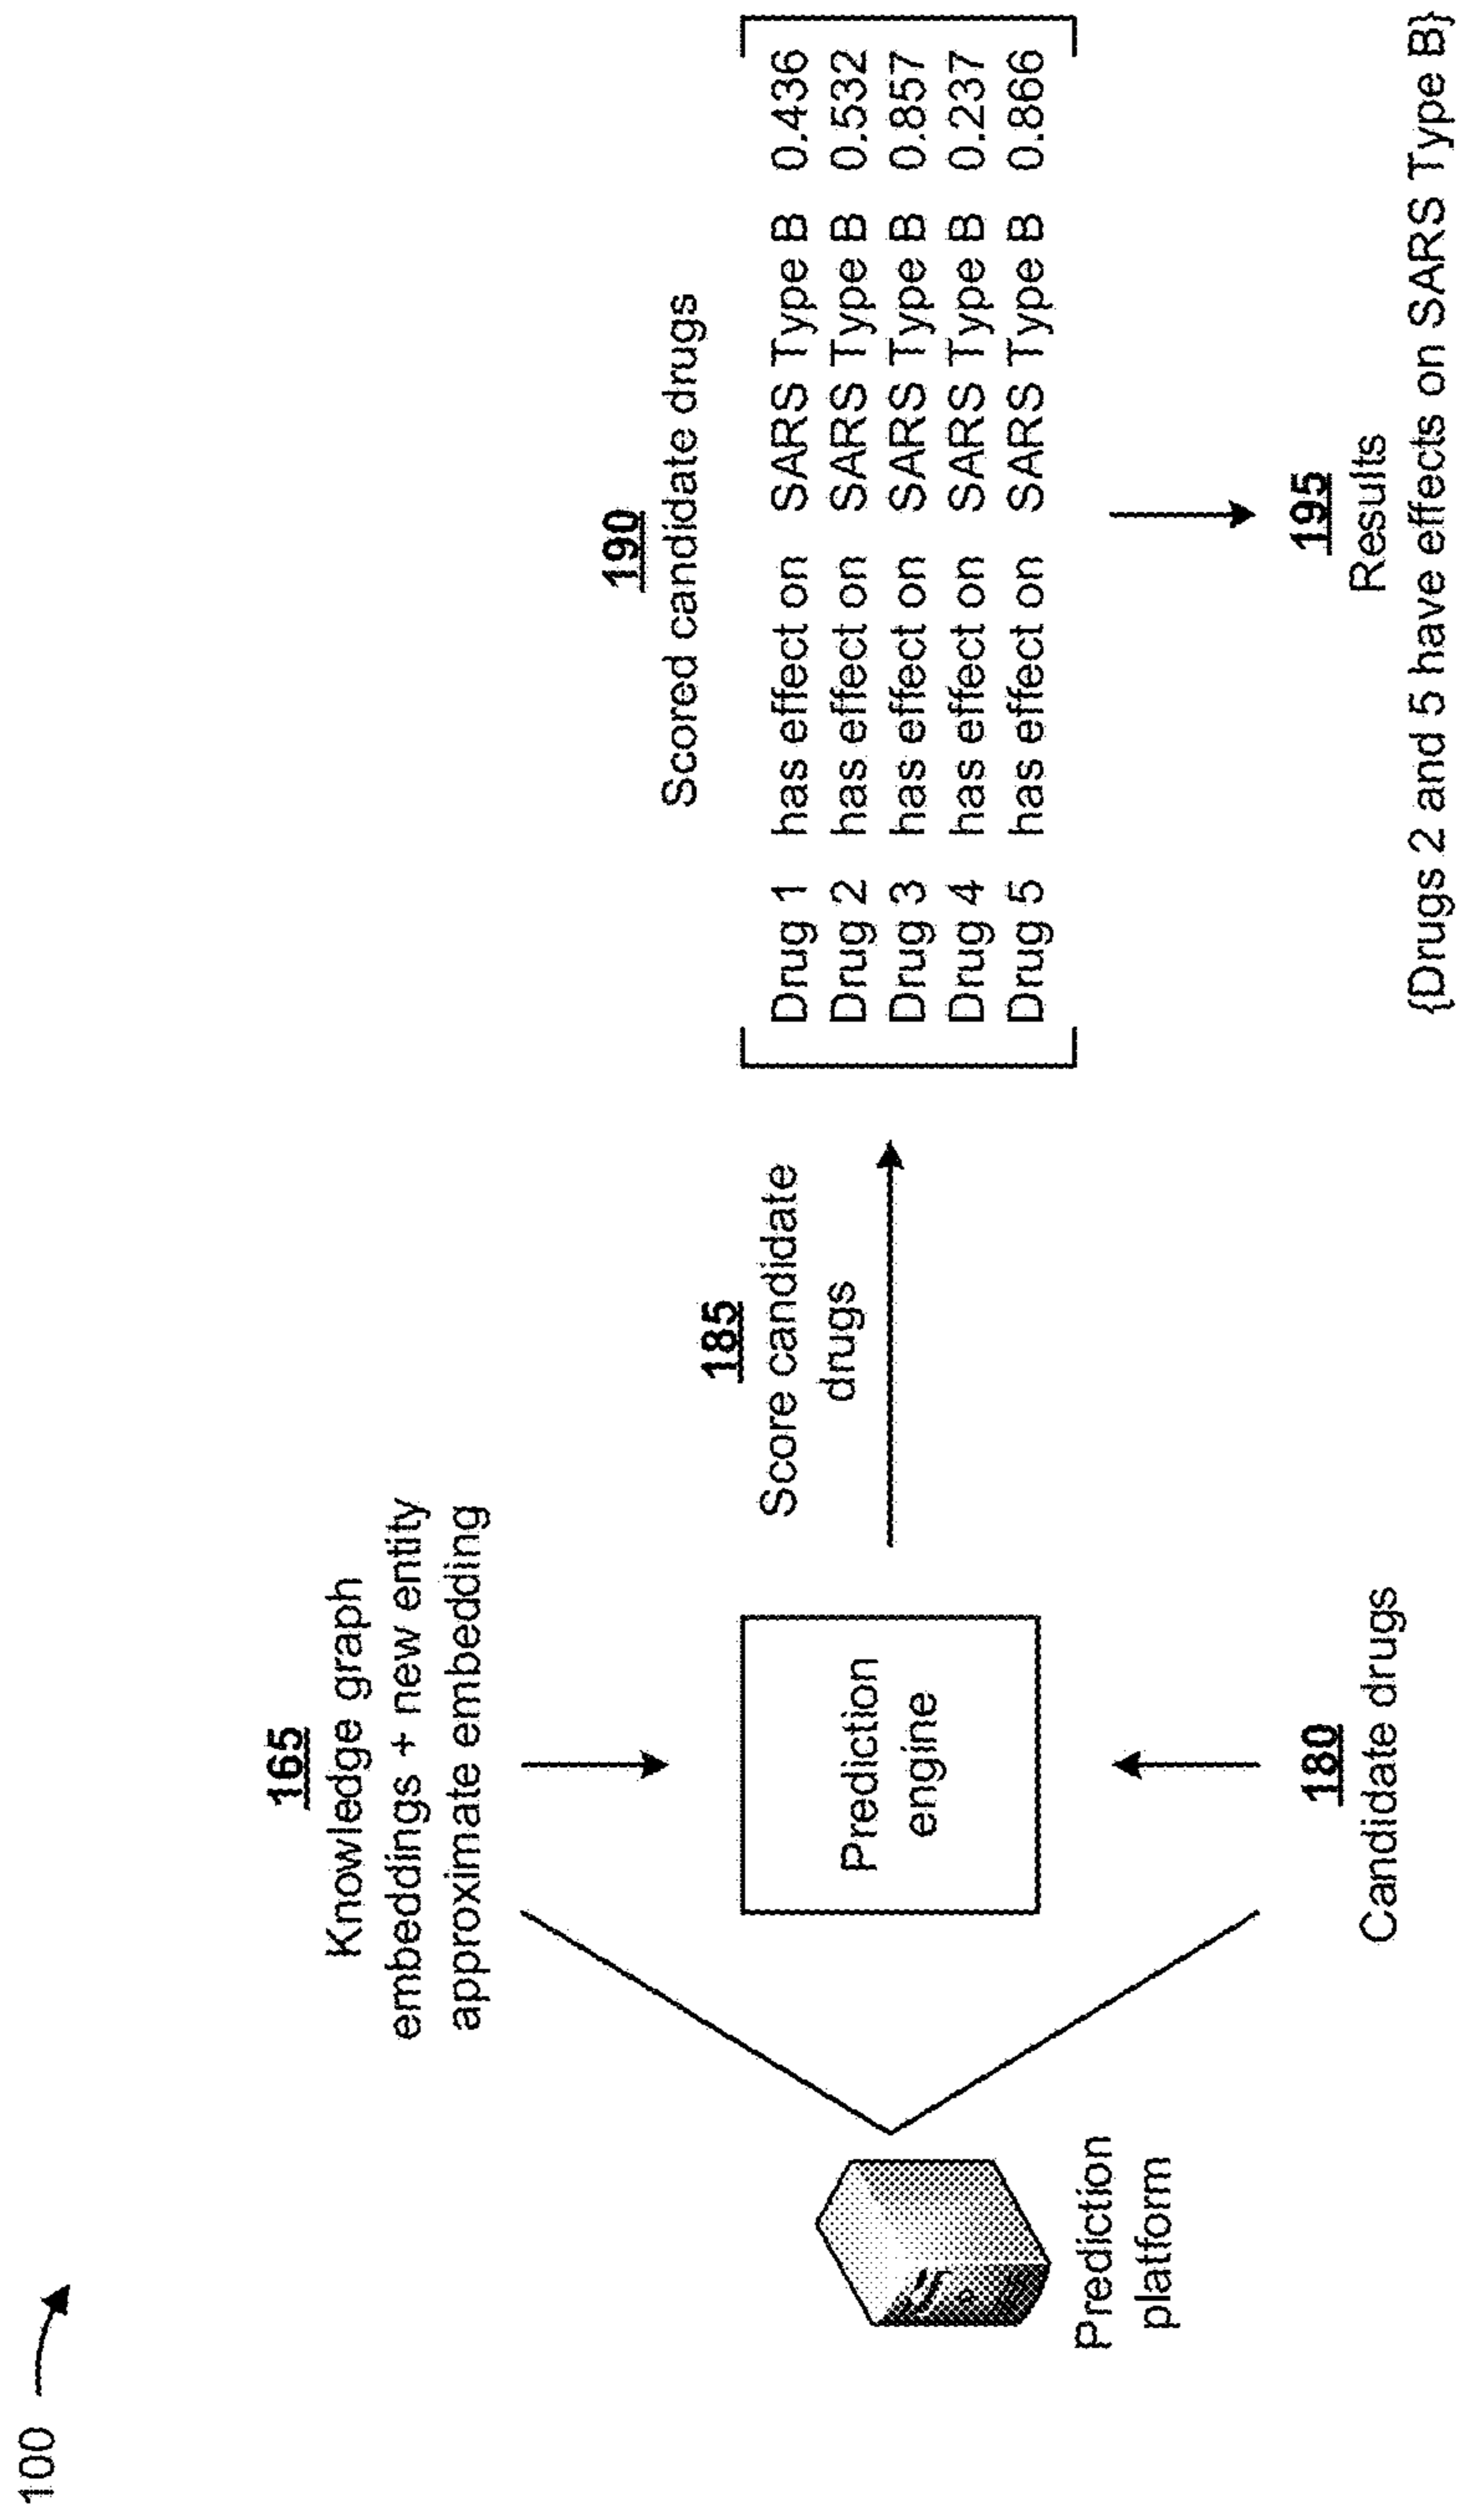 100
165
Knowledge graph
embeddings + new entity
approximate embedding
Prediction
platform
Prediction
engine
180
Candidate drugs
185
Score candidate
drugs
190
Scored candidate drugs
Drug 1 has effect on SARS Type B 0.436
Drug 2 has effect on SARS Type B 0.532
Drug 3 has effect on SARS Type B 0.857
Drug 4 has effect on SARS Type B 0.237
Drug 5 has effect on SARS Type B 0.866
195
Results
{Drugs 2 and 5 have effects on SARS Type B}